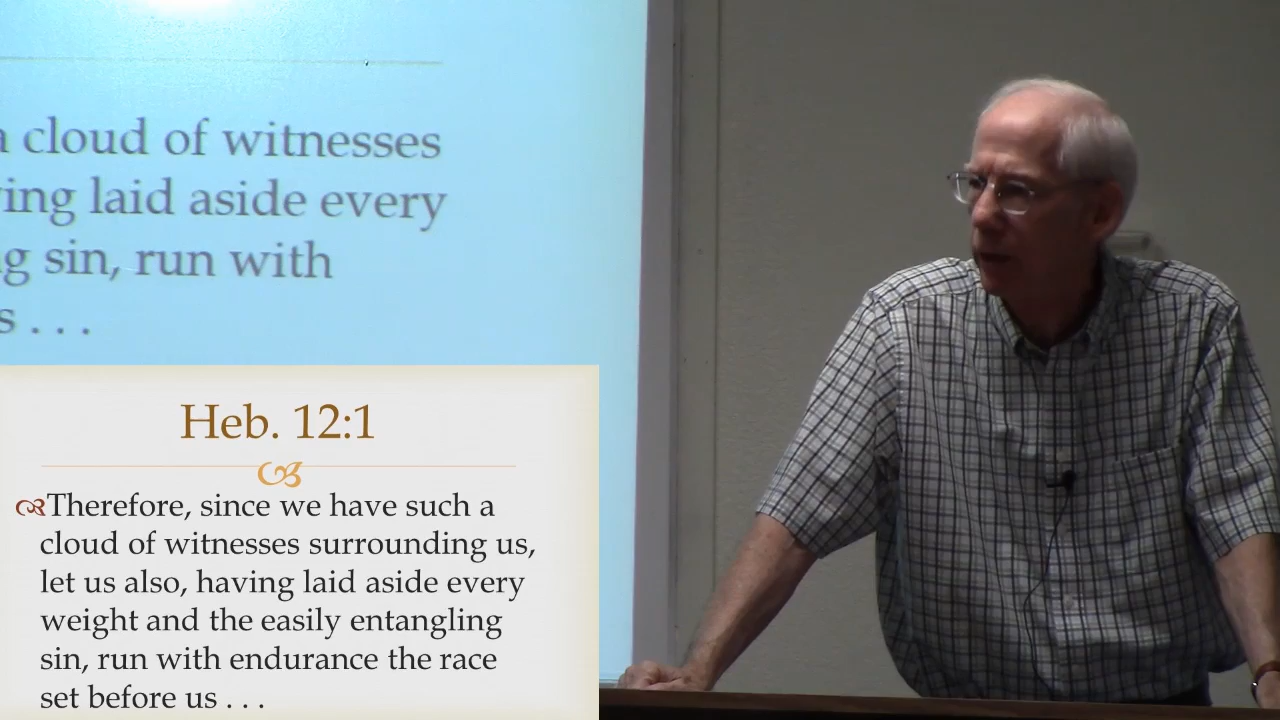 a cloud of witnesses
ing laid aside every
g sin, run with
s . . .
Heb. 12:1
Therefore, since we have such a
cloud of witnesses surrounding us,
let us also, having laid aside every
weight and the easily entangling
sin, run with endurance the race
set before us . . .